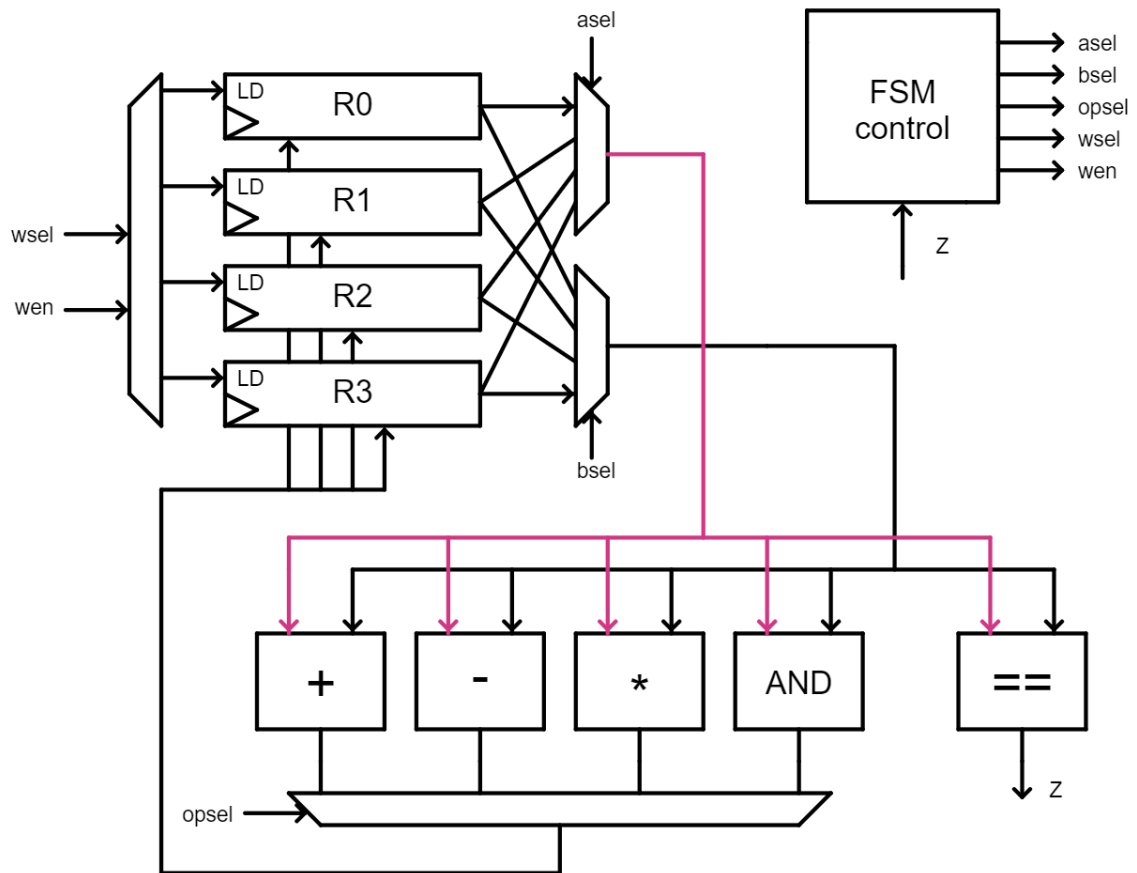 asel
FSM
control
asel
bsel
opsel
wsel
wen
Z
LD
R0
LD
R1
LD
R2
LD
R3
wsel
wen
bsel
+
-
*
AND
==
Z
opsel